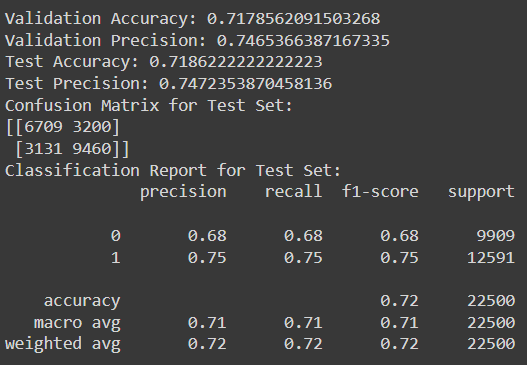 Validation Accuracy: 0.7178562091503268
Validation Precision: 0.7465366387167335
Test Accuracy: 0.7186222222222223
Test Precision: 0.7472353870458136
Confusion Matrix for Test Set:
[[6709 3200]
 [3131 9460]]
Classification Report for Test Set:
              precision    recall  f1-score   support
           0       0.68      0.68      0.68      9909
           1       0.75      0.75      0.75     12591
    accuracy                           0.72     22500
   macro avg       0.71      0.71      0.71     22500
weighted avg       0.72      0.72      0.72     22500